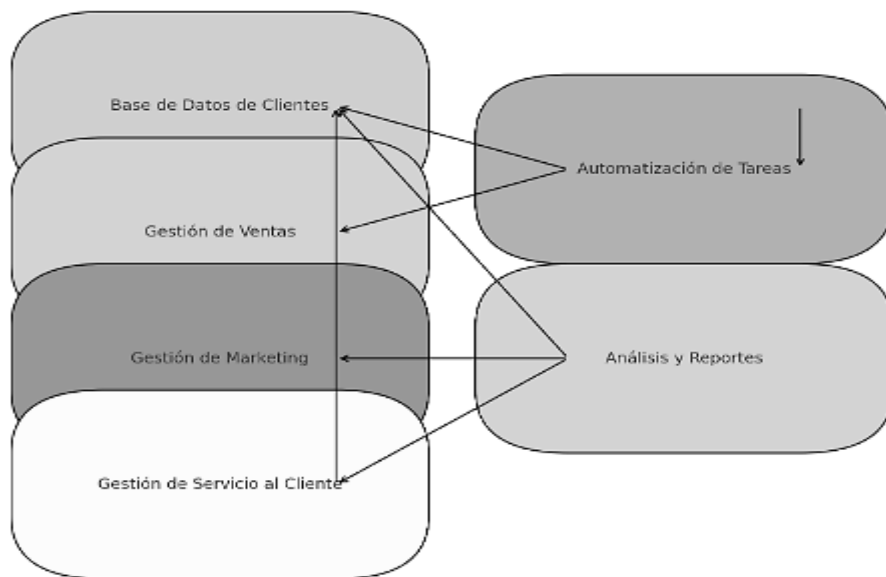 Base de Datos de Clientes
Automatización de Tareas
Gestión de Ventas
Gestión de Marketing
Análisis y Reportes
Gestión de Servicio al Cliente